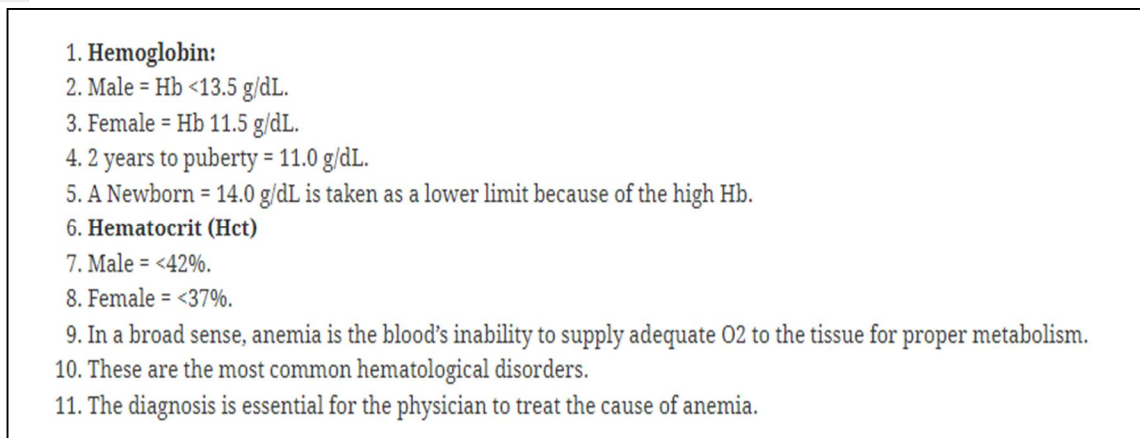 1. Hemoglobin:
2. Male = Hb <13.5 g/dL.
3. Female = Hb 11.5 g/dL.
4. 2 years to puberty = 11.0 g/dL.
5. A Newborn = 14.0 g/dL is taken as a lower limit because of the high Hb.
6. Hematocrit (Hct)
7. Male = <42%.
8. Female = <37%.
9. In a broad sense, anemia is the blood’s inability to supply adequate O2 to the tissue for proper metabolism.
10. These are the most common hematological disorders.
11. The diagnosis is essential for the physician to treat the cause of anemia.